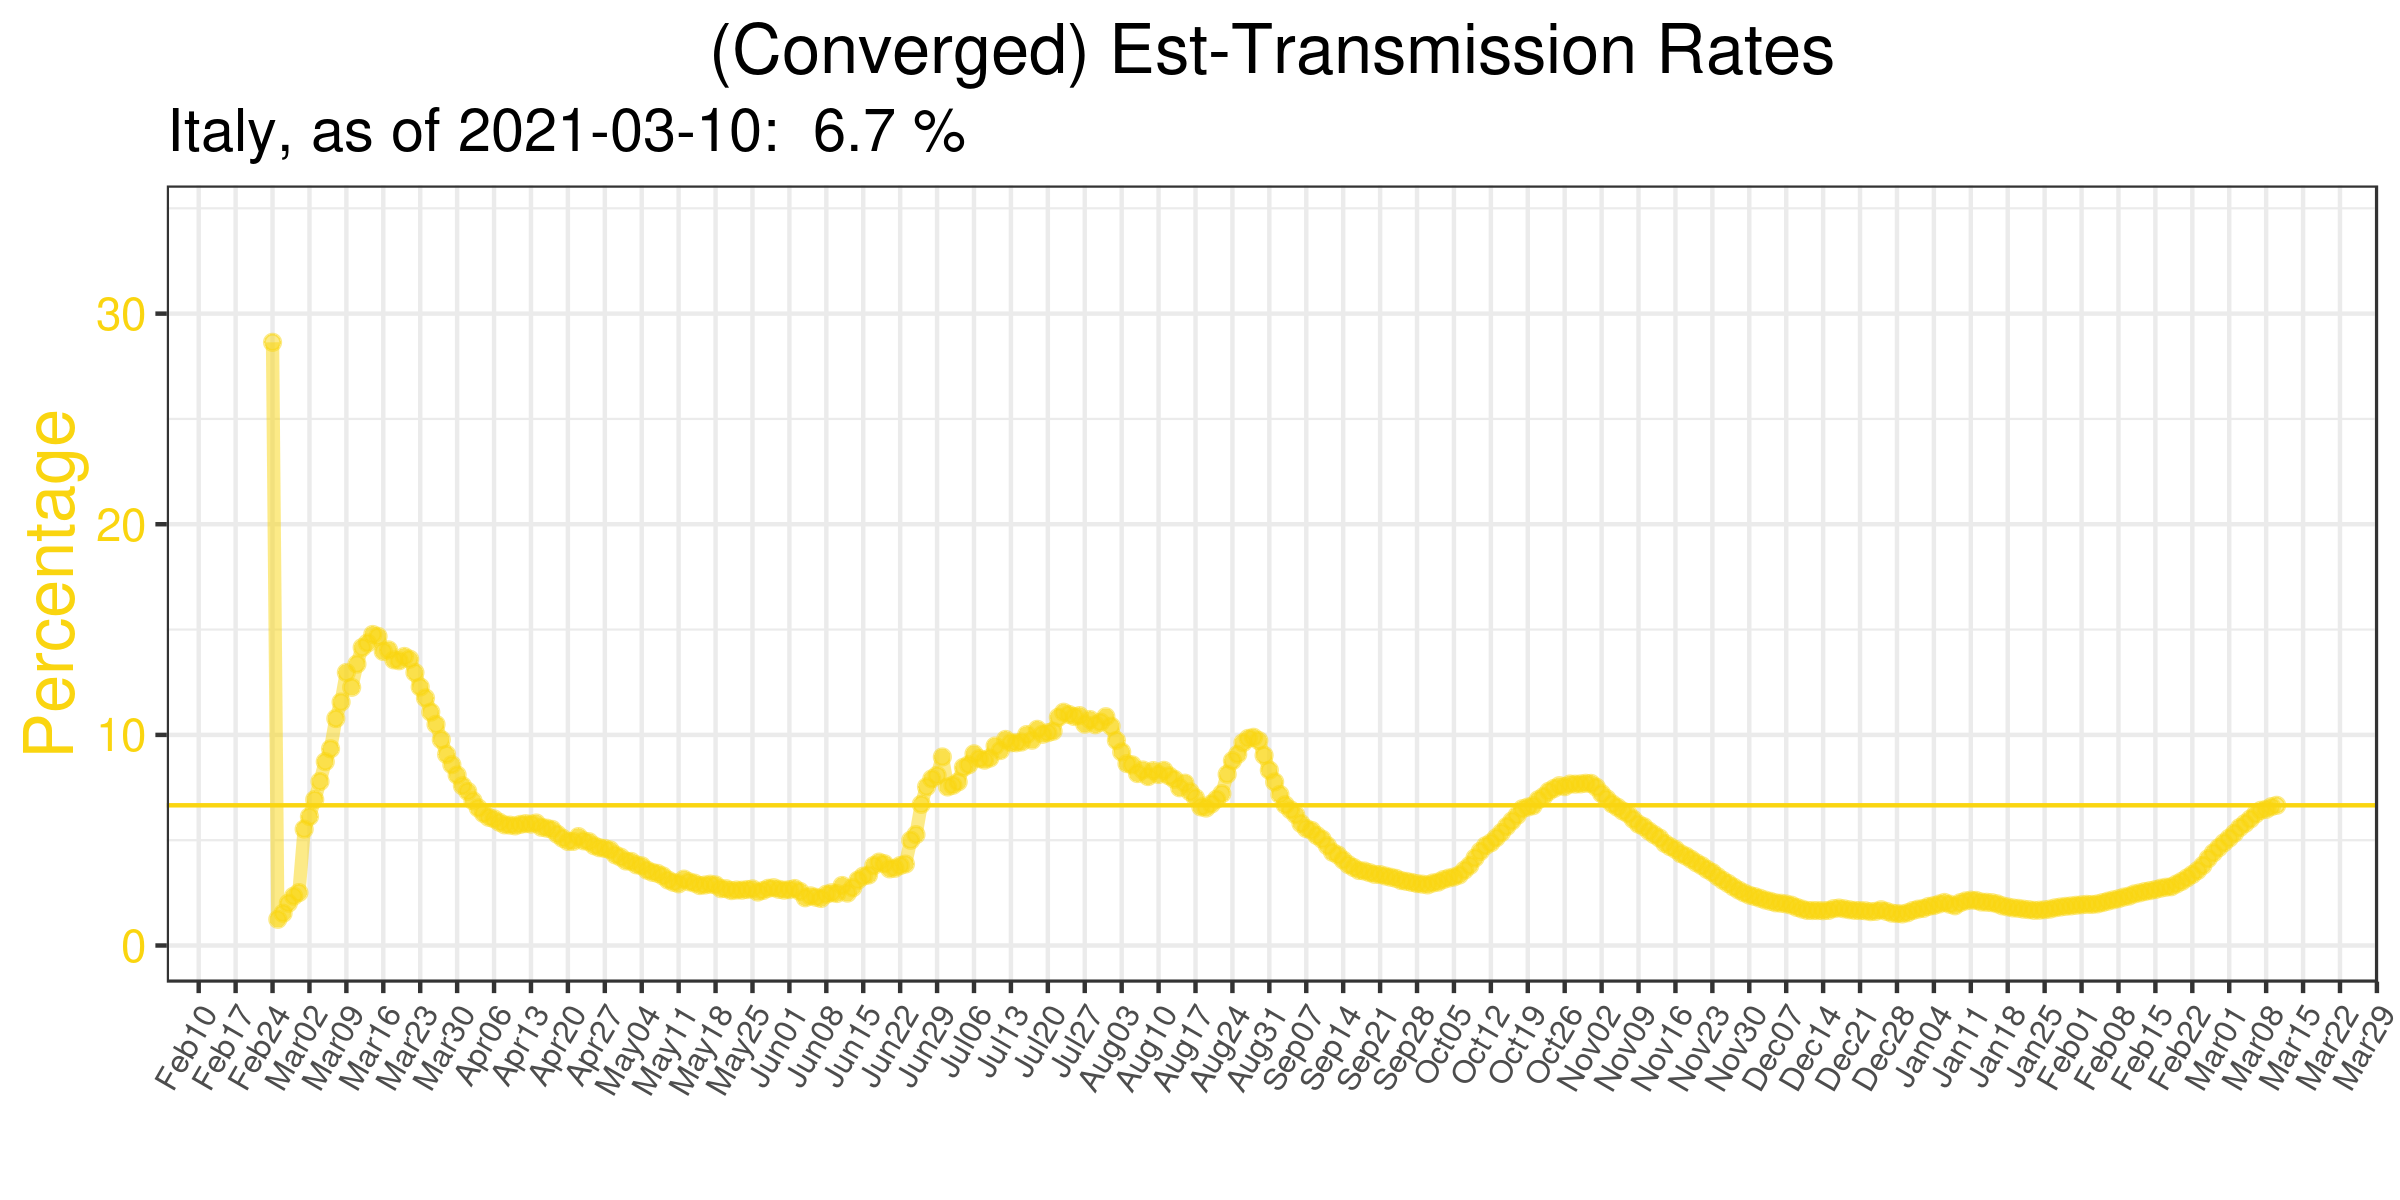 (Converged) Est-Transmission Rates
Italy, as of 2021-03-10:  6.7 %
Percentage
30
20
10
0
Feb10
Feb17
Feb24
Mar02
Mar09
Mar16
Mar23
Mar30
Apr06
Apr13
Apr20
Apr27
May04
May11
May18
May25
Jun01
Jun08
Jun15
Jun22
Jun29
Jul06
Jul13
Jul20
Jul27
Aug03
Aug10
Aug17
Aug24
Aug31
Sep07
Sep14
Sep21
Sep28
Oct05
Oct12
Oct19
Oct26
Nov02
Nov09
Nov16
Nov23
Nov30
Dec07
Dec14
Dec21
Dec28
Jan04
Jan11
Jan18
Jan25
Feb01
Feb08
Feb15
Feb22
Mar01
Mar08
Mar15
Mar22
Mar29